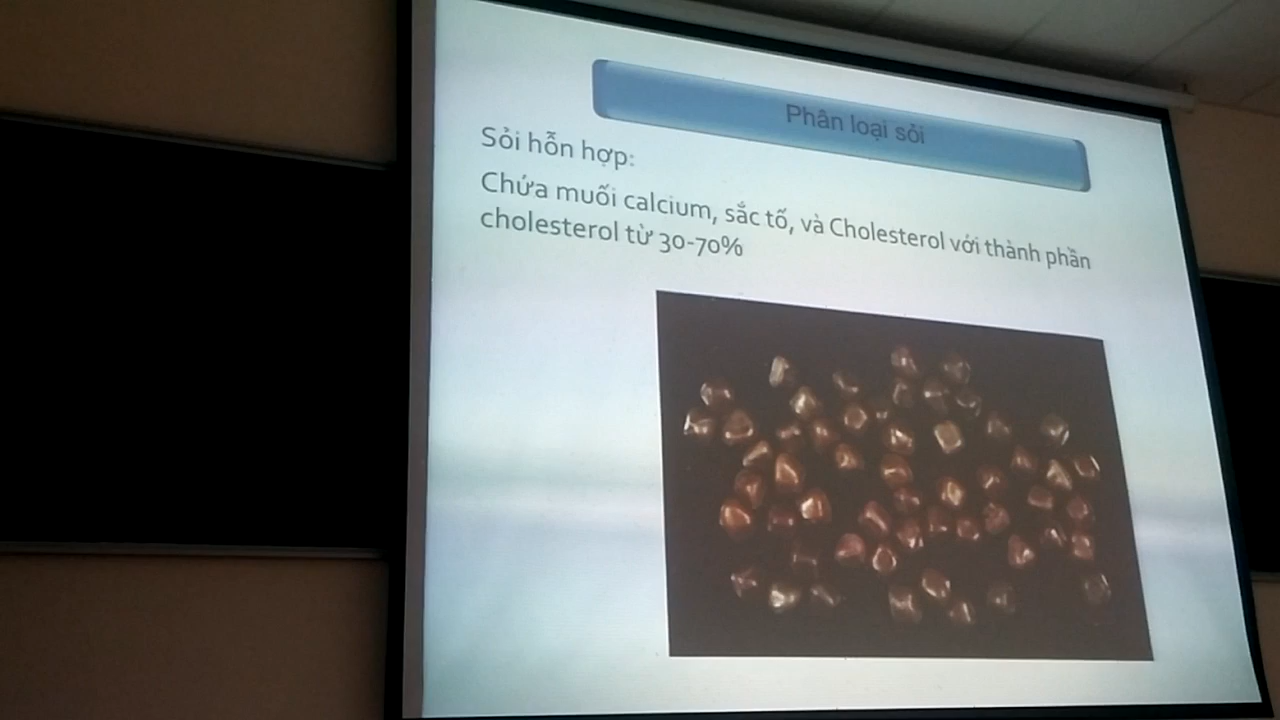 Phân loại sỏi
Sỏi hỗn hợp:
Chứa muối calcium, sắc tố, và Cholesterol với thành phần
cholesterol từ 30-70%